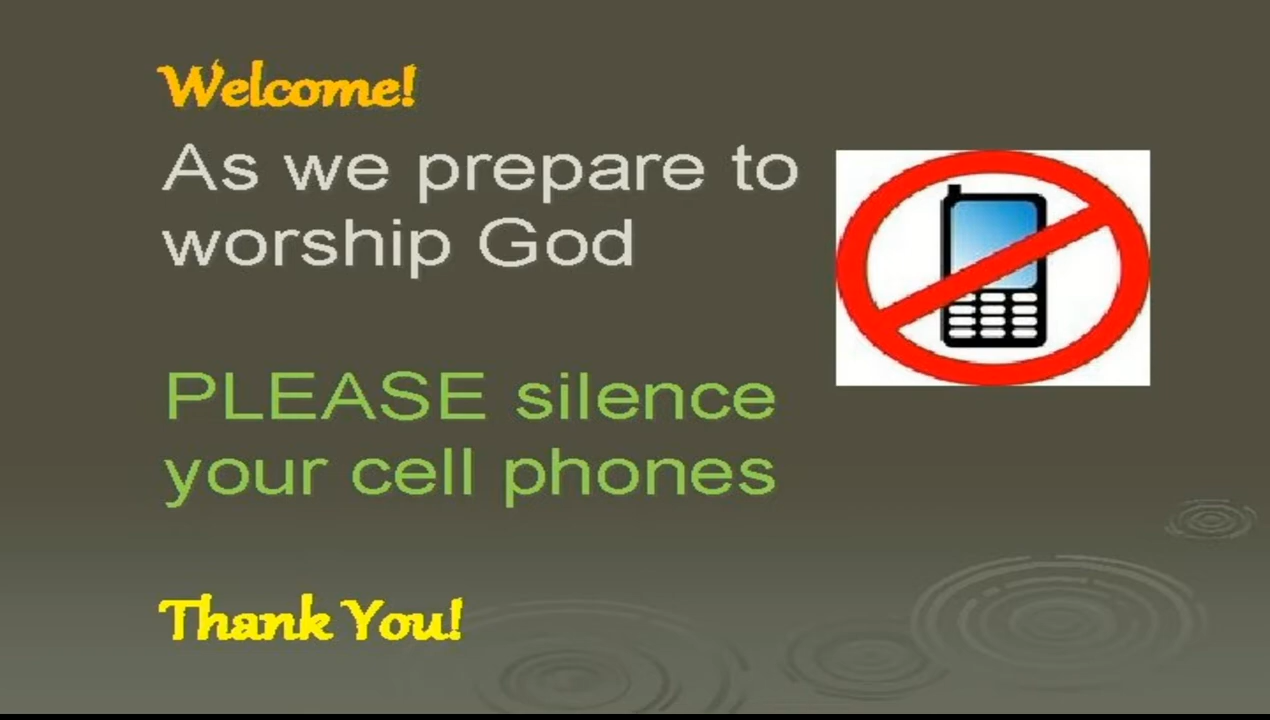 Welcome!
As we prepare to
worship God
PLEASE silence
your cell phones
Thank You!